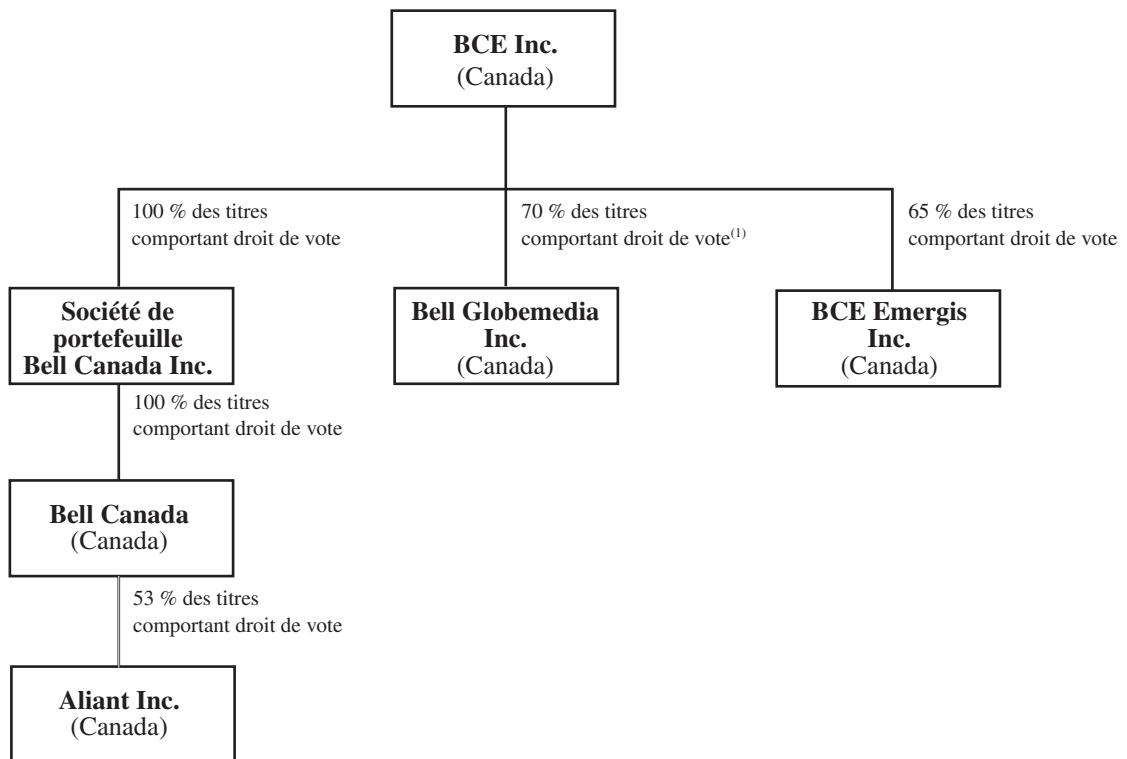 BCE Inc.
(Canada)
100 % des titres
comportant droit de vote
70 % des titres
comportant droit de vote(1)
65 % des titres
comportant droit de vote
Société de
portefeuille
Bell Canada Inc.
Bell Globemedia
Inc.
(Canada)
BCE Emergis
Inc.
(Canada)
100 % des titres
comportant droit de vote
Bell Canada
(Canada)
53 % des titres
comportant droit de vote
Aliant Inc.
(Canada)